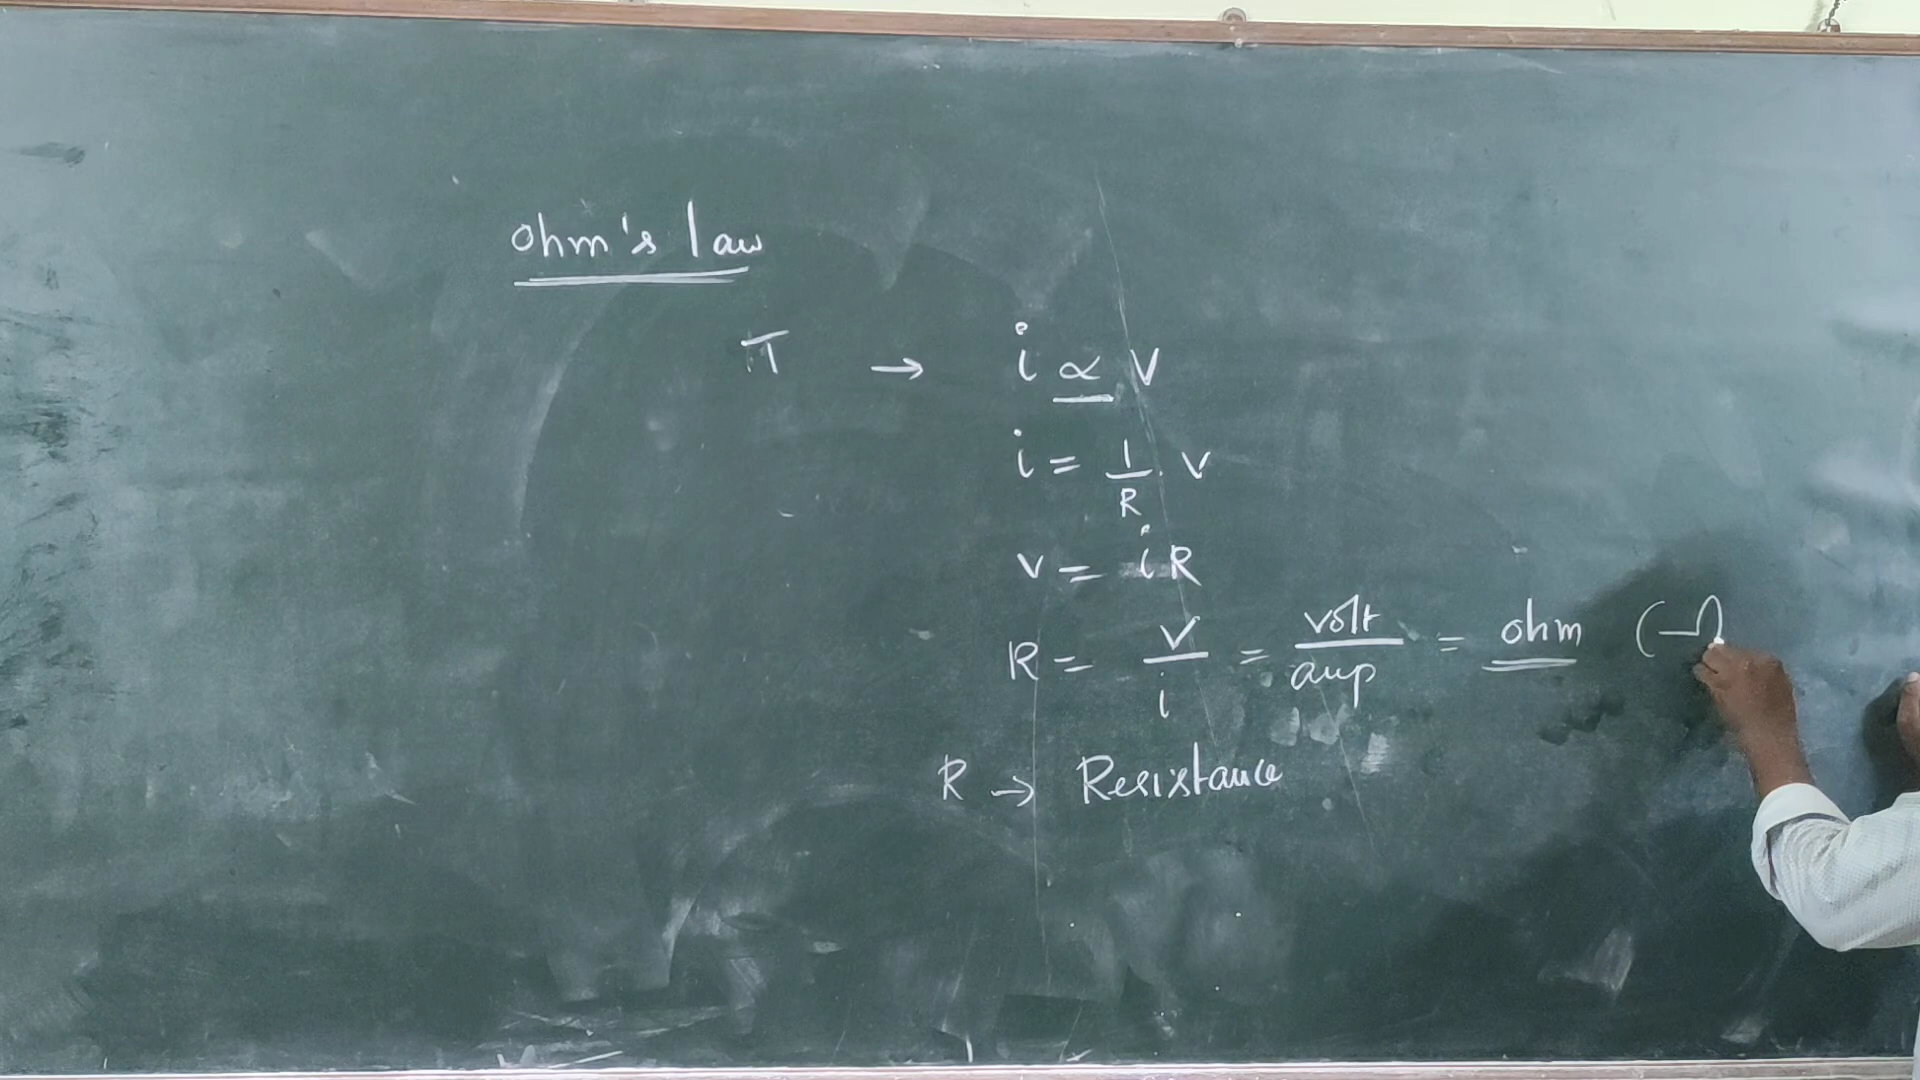 ohm's law
T → i ∝ V
i = 1/R . V
V = iR
R = V/i = volt/amp = ohm (Ω
R → Resistance